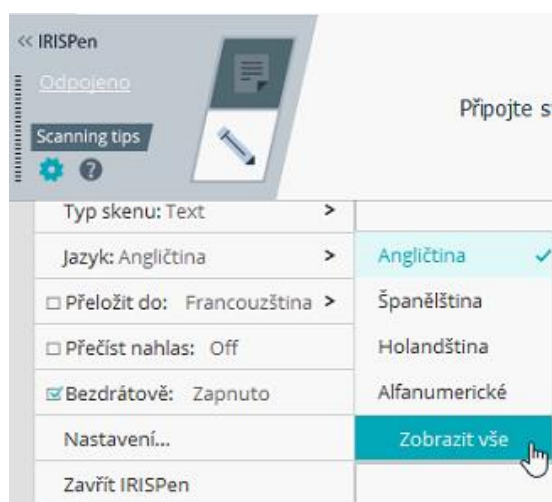 << IRISPen
Odpojeno
Scanning tips
?
Připojte s
Typ skenu: Text >
Jazyk: Angličtina >
Přeložit do: Francouzština >
Přečíst nahlas: Off
Bezdrátově: Zapnuto
Nastavení...
Zavřít IRISPen
Angličtina
Španělština
Holandština
Alfanumerické
Zobrazit vše